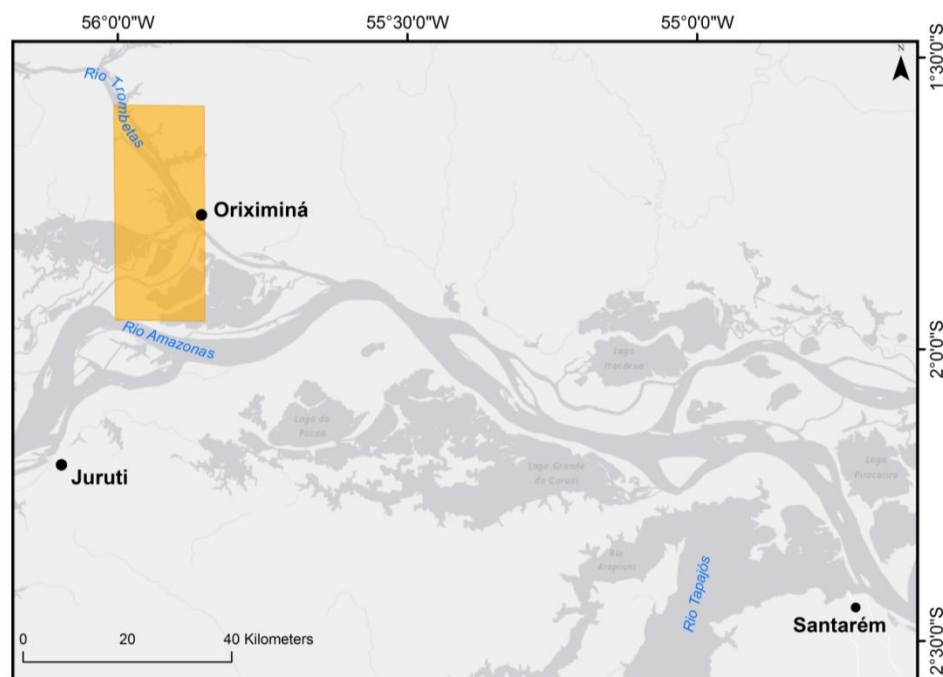 56°0'0"W
55°30'0"W
55°0'0"W
1°30'0"S
N
Rio Trombetas
Oriximiná
Rio Amazonas
2°0'0"S
Lago
Itandeua
Lago do
Pocao
Juruti
Lago Grande
do Curuai
Lago
Rio
Arapiuns
Rio Tapajós
Santarém
0 20 40 Kilometers
2°30'0"S